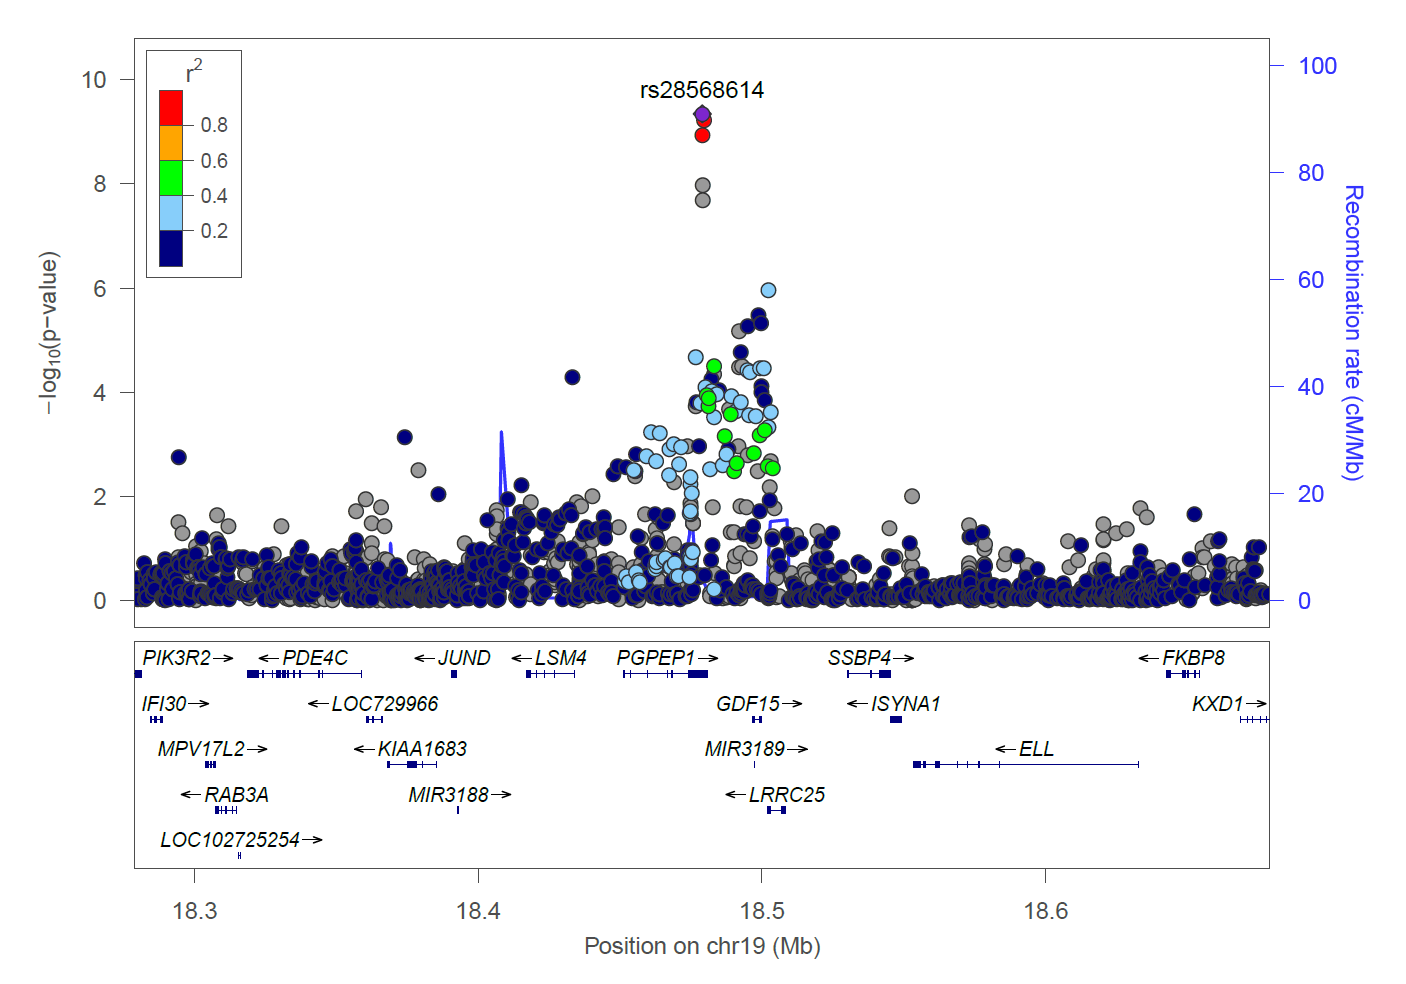 rs28568614
r2
0.8
0.6
0.4
0.2
10
8
6
4
2
0
−log10(p−value)
100
80
60
40
20
0
Recombination rate (cM/Mb)
PIK3R2→ ←PDE4C ←JUND ←LSM4 PGPEP1→ SSBP4→ ←FKBP8
IFI30→ ←LOC729966 GDF15→ ←ISYNA1 KXD1→
MPV17L2→ ←KIAA1683 MIR3189→ ←ELL
←RAB3A MIR3188→ ←LRRC25
LOC102725254→
18.3 18.4 18.5 18.6
Position on chr19 (Mb)